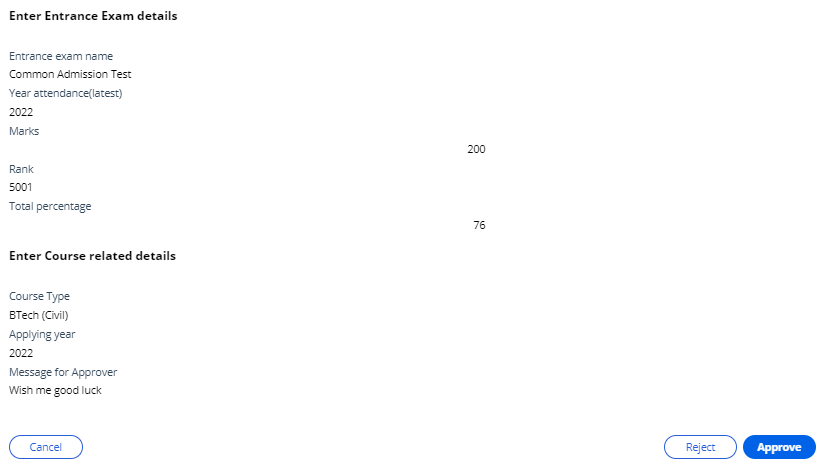 Enter Entrance Exam details
Entrance exam name
Common Admission Test
Year attendance(latest)
2022
Marks
200
Rank
5001
Total percentage
76
Enter Course related details
Course Type
BTech (Civil)
Applying year
2022
Message for Approver
Wish me good luck
Cancel Reject Approve